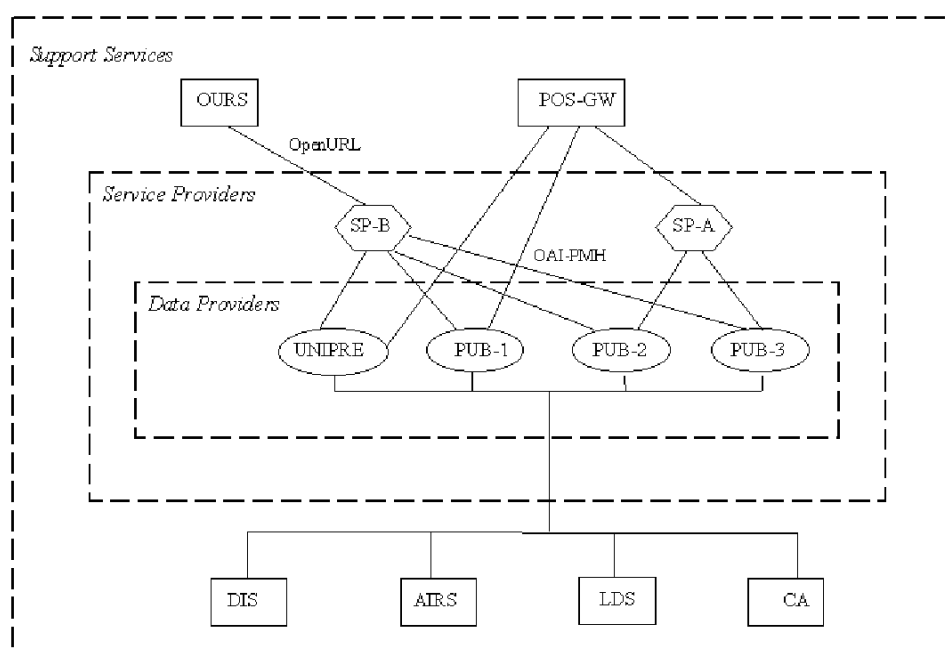 Support Services
OURS
POS-GW
OpenURL
Service Providers
SP-B
SP-A
OAI-PMH
Data Providers
UNIPRE
PUB-1
PUB-2
PUB-3
DIS
AIRS
LDS
CA